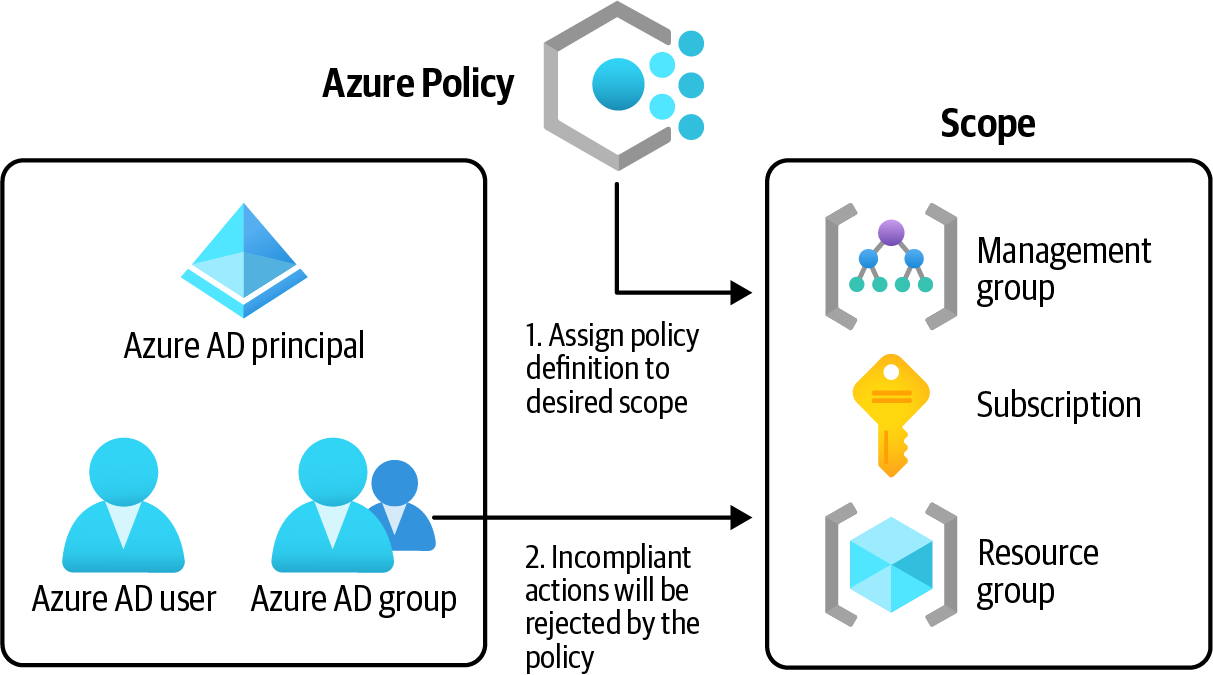 Azure Policy
Scope
Azure AD principal
Azure AD user
Azure AD group
1. Assign policy
definition to
desired scope
2. Incompliant
actions will be
rejected by the
policy
Management
group
Subscription
Resource
group